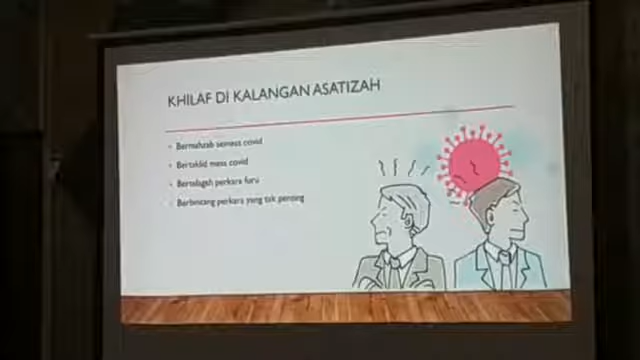 KHILAF DI KALANGAN ASATIZAH
Bermazhab semasa covid
Bertaklid masa covid
Bertelagah perkara furu
Berbincang perkara yang tak penting